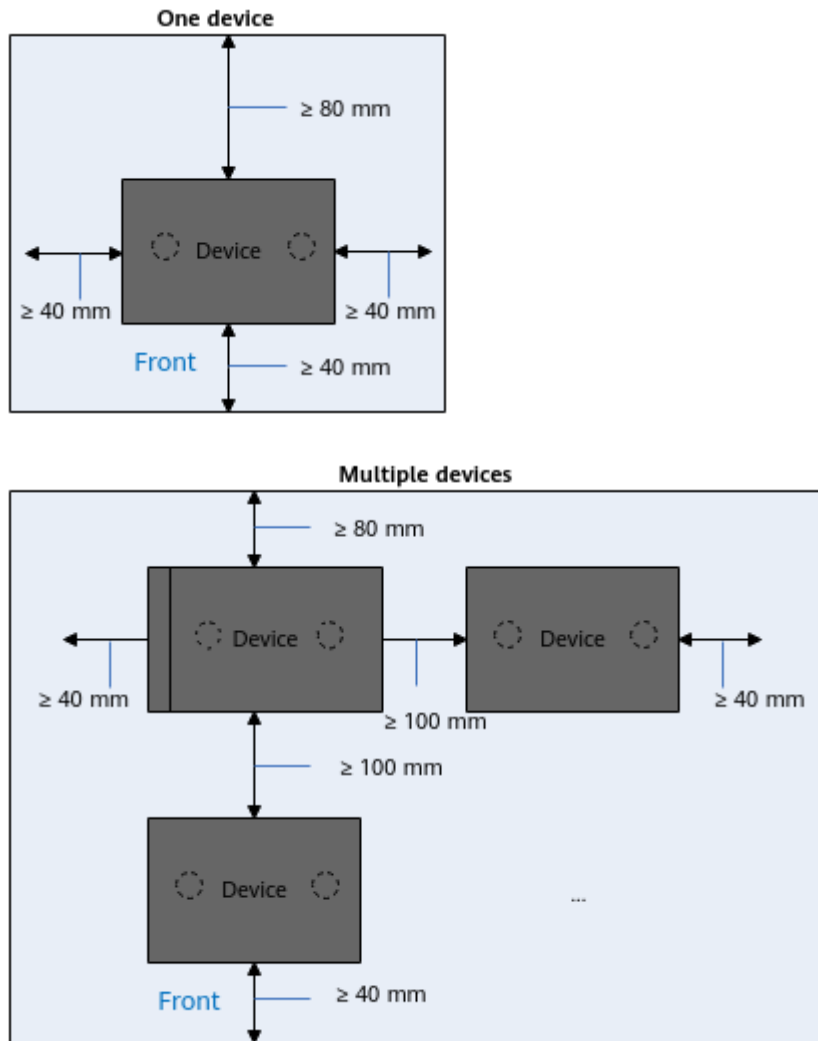 One device
≥ 80 mm
Device
≥ 40 mm
≥ 40 mm
Front
≥ 40 mm
Multiple devices
≥ 80 mm
Device
Device
≥ 40 mm
≥ 100 mm
≥ 40 mm
≥ 100 mm
Device
...
Front
≥ 40 mm